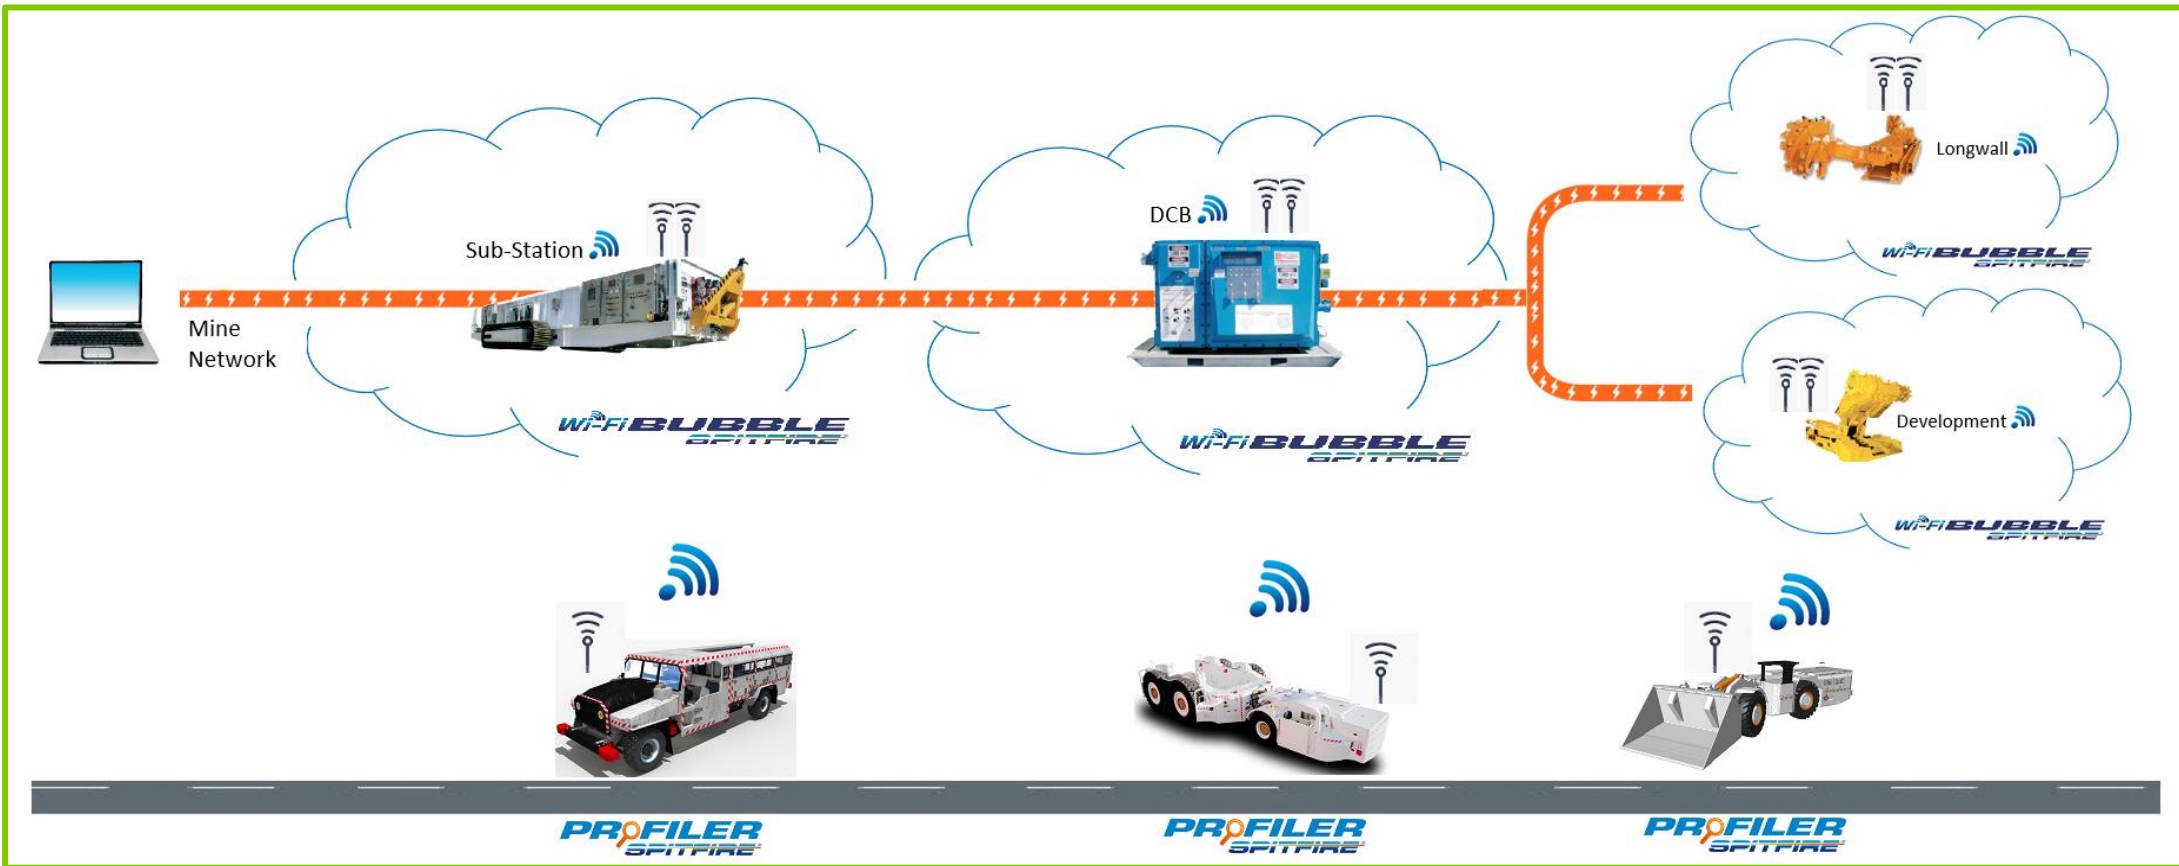 Longwall
DCB
Sub-Station
Wi-Fi BUBBLE
SPITFIRE
Mine
Network
Development
Wi-Fi BUBBLE
SPITFIRE
Wi-Fi BUBBLE
SPITFIRE
Wi-Fi BUBBLE
SPITFIRE
PROFILER
SPITFIRE
PROFILER
SPITFIRE
PROFILER
SPITFIRE